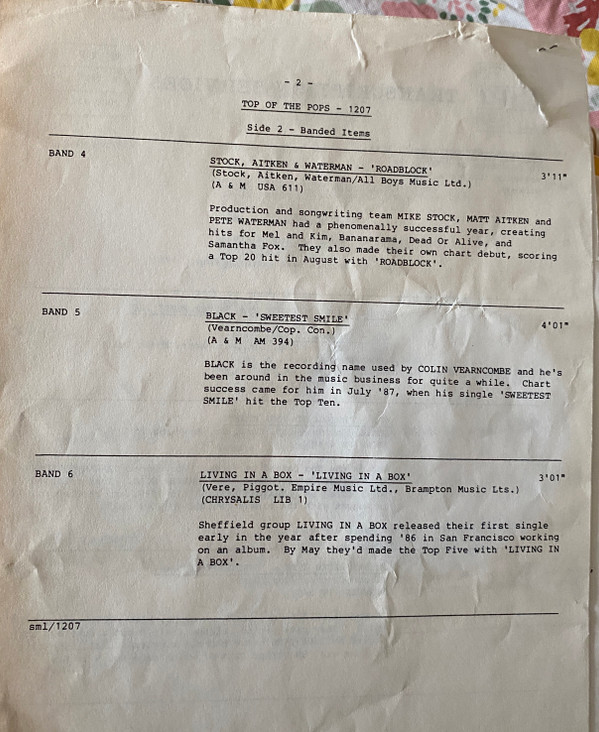 - 2 -
TOP OF THE POPS - 1207
Side 2 - Banded Items
BAND 4
STOCK, AITKEN & WATERMAN - 'ROADBLOCK'
3'11"
(Stock, Aitken, Waterman/All Boys Music Ltd.)
(A & M  USA 611)
Production and songwriting team MIKE STOCK, MATT AITKEN and
PETE WATERMAN had a phenomenally successful year, creating
hits for Mel and Kim, Bananarama, Dead Or Alive, and
Samantha Fox.  They also made their own chart debut, scoring
a Top 20 hit in August with 'ROADBLOCK'.
BAND 5
BLACK - 'SWEETEST SMILE'
4'01"
(Vearncombe/Cop. Con.)
(A & M  AM 394)
BLACK is the recording name used by COLIN VEARNCOMBE and he's
been around in the music business for quite a while.  Chart
success came for him in July '87, when his single 'SWEETEST
SMILE' hit the Top Ten.
BAND 6
LIVING IN A BOX - 'LIVING IN A BOX'
3'01"
(Vere, Piggot. Empire Music Ltd., Brampton Music Lts.)
(CHRYSALIS  LIB 1)
Sheffield group LIVING IN A BOX released their first single
early in the year after spending '86 in San Francisco working
on an album.  By May they'd made the Top Five with 'LIVING IN
A BOX'.
sml/1207